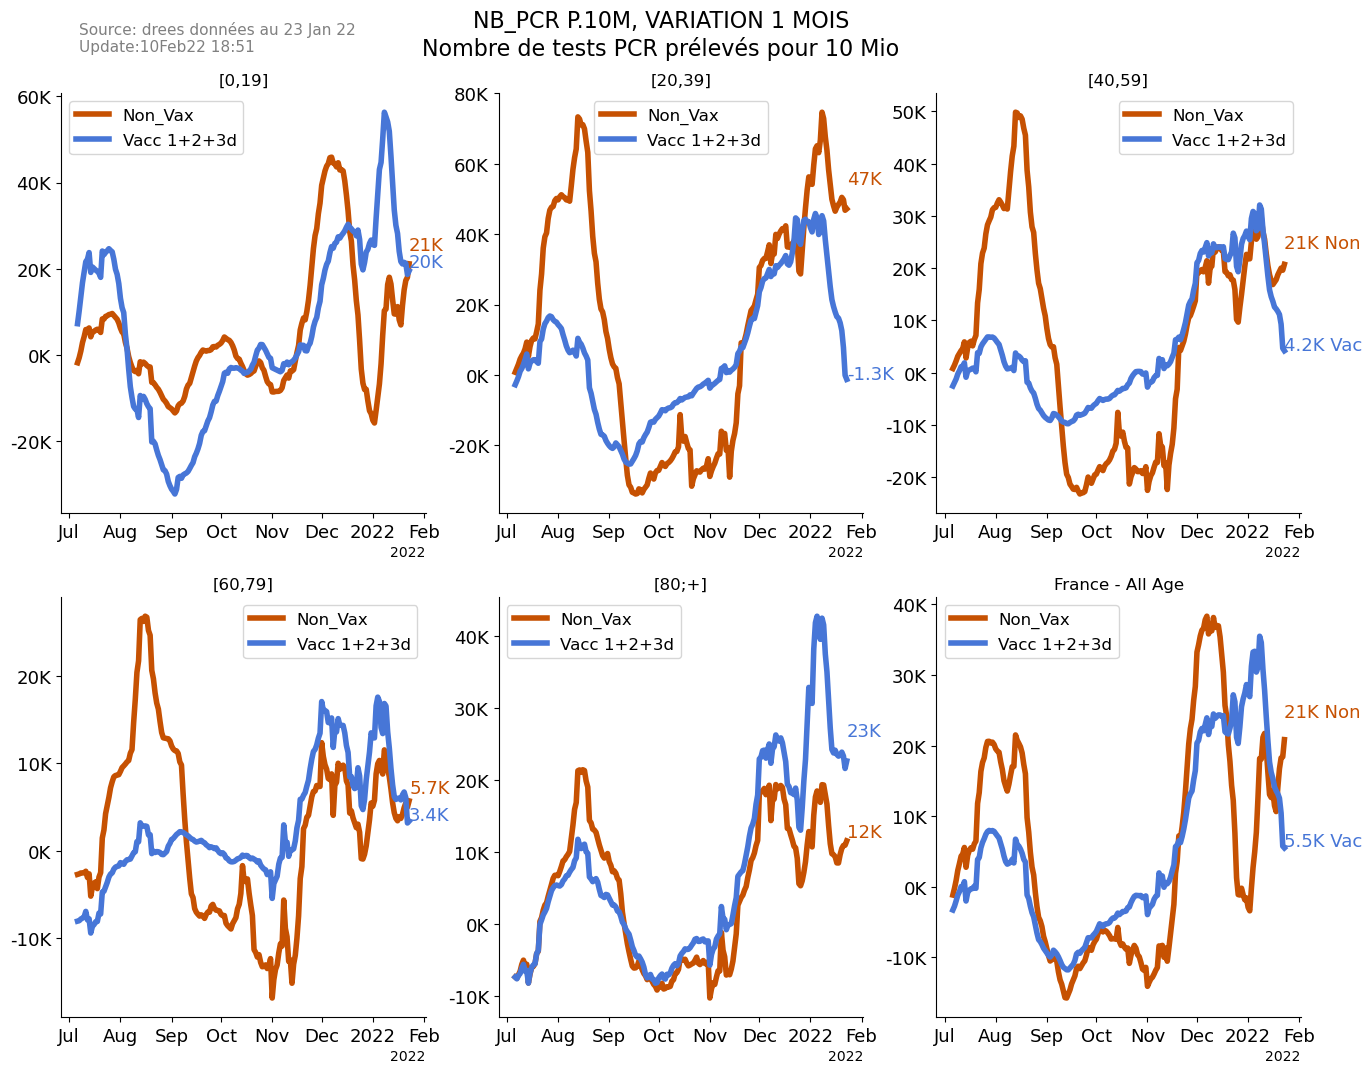 Source: drees données au 23 Jan 22
Update:10Feb22 18:51
NB_PCR P.10M, VARIATION 1 MOIS
Nombre de tests PCR prélevés pour 10 Mio
[0,19]
60K
40K
20K
0K
-20K
Non_Vax
Vacc 1+2+3d
21K
20K
Jul Aug Sep Oct Nov Dec 2022 Feb
2022
[20,39]
80K
60K
40K
20K
0K
-20K
Non_Vax
Vacc 1+2+3d
47K
-1.3K
Jul Aug Sep Oct Nov Dec 2022 Feb
2022
[40,59]
50K
40K
30K
20K
10K
0K
-10K
-20K
Non_Vax
Vacc 1+2+3d
21K Non
4.2K Vac
Jul Aug Sep Oct Nov Dec 2022 Feb
2022
[60,79]
20K
10K
0K
-10K
Non_Vax
Vacc 1+2+3d
5.7K
3.4K
Jul Aug Sep Oct Nov Dec 2022 Feb
2022
[80;+]
40K
30K
20K
10K
0K
-10K
Non_Vax
Vacc 1+2+3d
23K
12K
Jul Aug Sep Oct Nov Dec 2022 Feb
2022
France - All Age
40K
30K
20K
10K
0K
-10K
Non_Vax
Vacc 1+2+3d
21K Non
5.5K Vac
Jul Aug Sep Oct Nov Dec 2022 Feb
2022